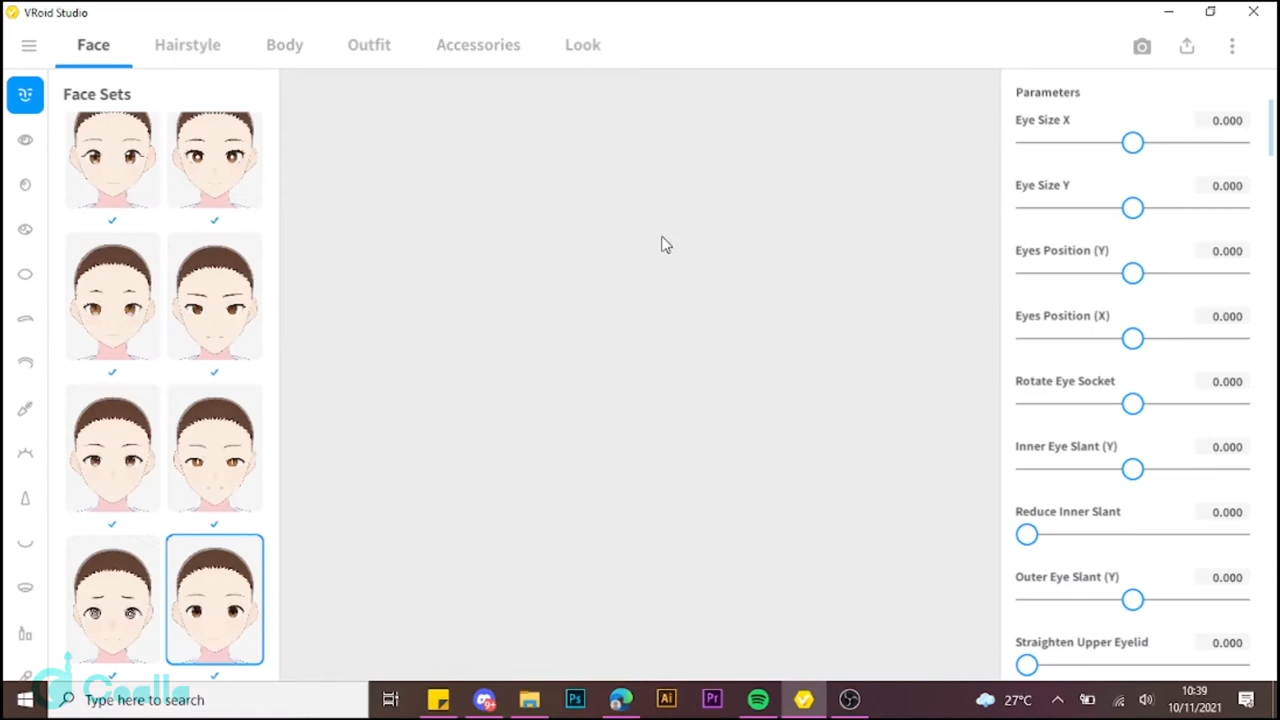 VRoid Studio
Face
Hairstyle
Body
Outfit
Accessories
Look
Face Sets
Parameters
Eye Size X 0.000
Eye Size Y 0.000
Eyes Position (Y) 0.000
Eyes Position (X) 0.000
Rotate Eye Socket 0.000
Inner Eye Slant (Y) 0.000
Reduce Inner Slant 0.000
Outer Eye Slant (Y) 0.000
Straighten Upper Eyelid 0.000
Type here to search
Ps
Ai
Pr
27°C
10:39
10/11/2021